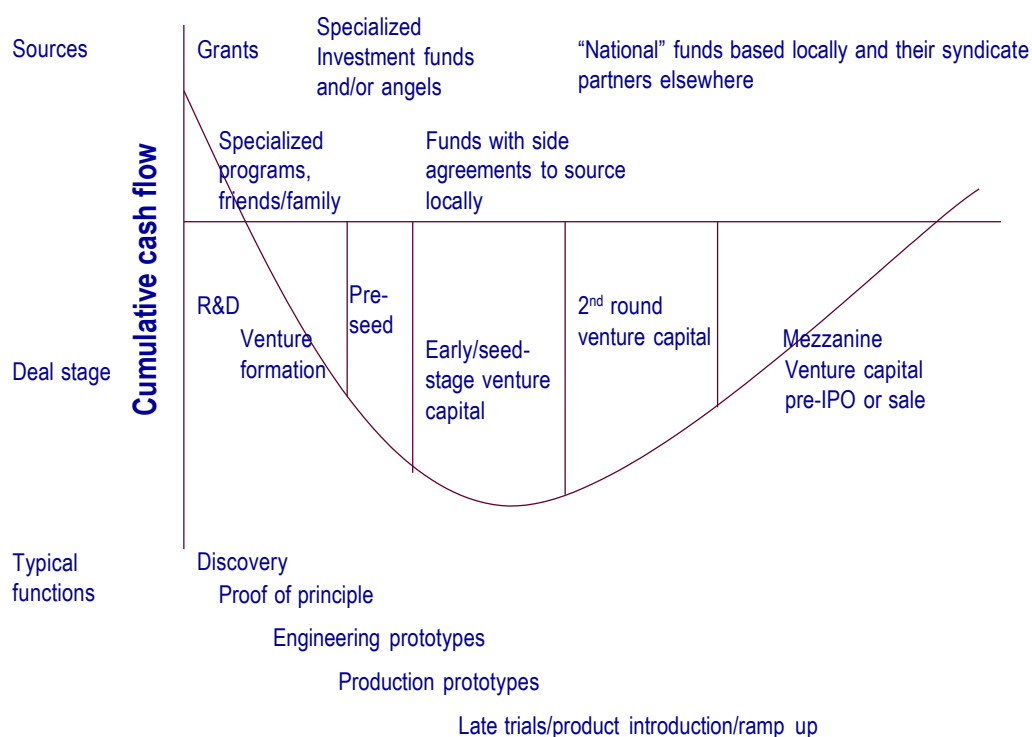 Sources
Grants
Specialized
Investment funds
and/or angels
“National” funds based locally and their syndicate
partners elsewhere
Cumulative cash flow
Specialized
programs,
friends/family
Funds with side
agreements to source
locally
Deal stage
R&D
Venture
formation
Pre-
seed
Early/seed-
stage venture
capital
2nd round
venture capital
Mezzanine
Venture capital
pre-IPO or sale
Typical
functions
Discovery
Proof of principle
Engineering prototypes
Production prototypes
Late trials/product introduction/ramp up